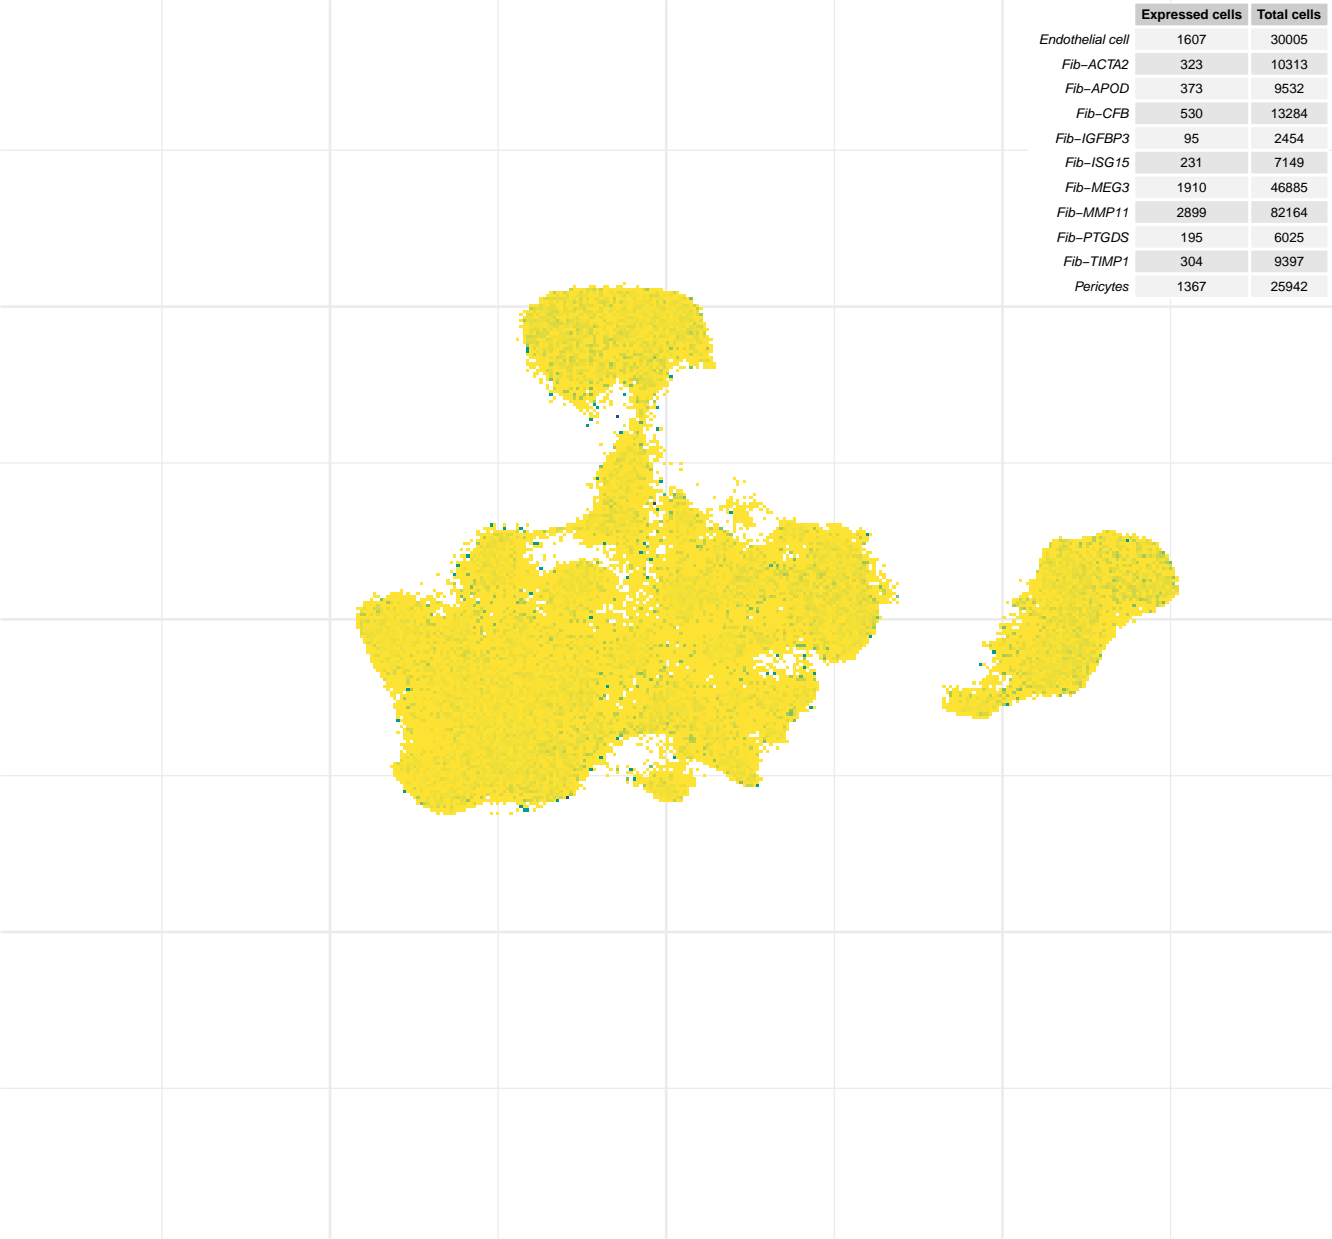 Expressed cells Total cells
Endothelial cell 1607 30005
Fib−ACTA2 323 10313
Fib−APOD 373 9532
Fib−CFB 530 13284
Fib−IGFBP3 95 2454
Fib−ISG15 231 7149
Fib−MEG3 1910 46885
Fib−MMP11 2899 82164
Fib−PTGDS 195 6025
Fib−TIMP1 304 9397
Pericytes 1367 25942